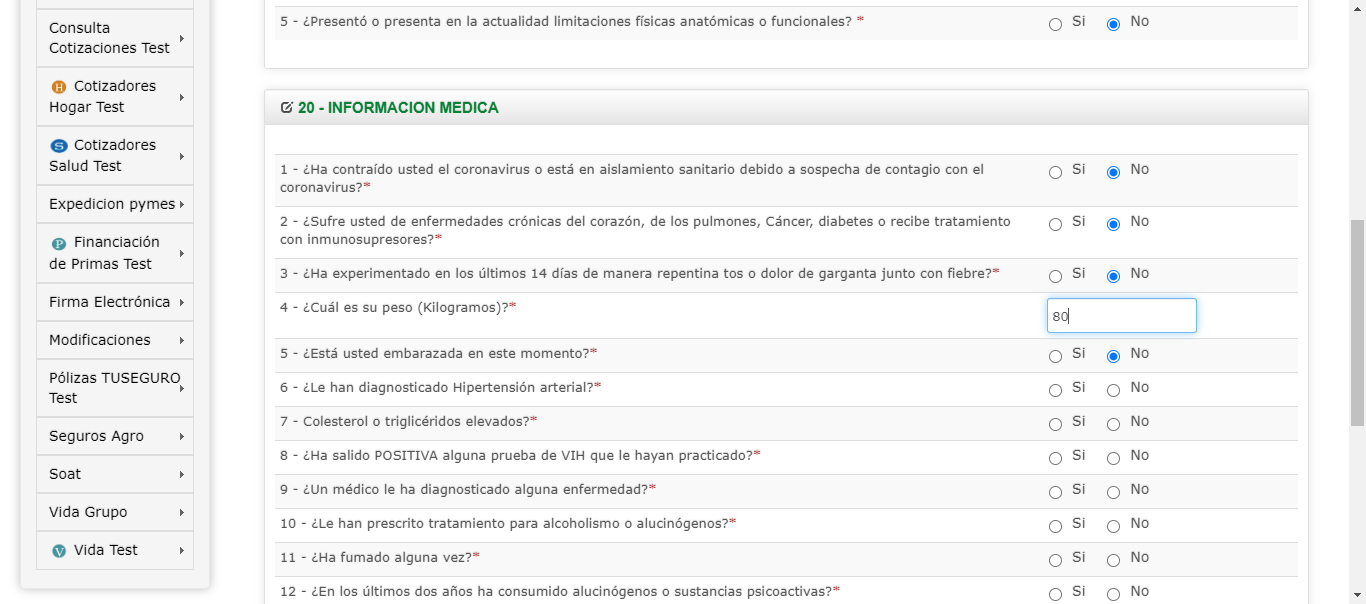 Consulta
Cotizaciones Test
H Cotizadores
Hogar Test
S Cotizadores
Salud Test
Expedicion pymes
P Financiación
de Primas Test
Firma Electrónica
Modificaciones
Pólizas TUSEGURO
Test
Seguros Agro
Soat
Vida Grupo
V Vida Test
5 - ¿Presentó o presenta en la actualidad limitaciones físicas anatómicas o funcionales? * Si No
20 - INFORMACION MEDICA
1 - ¿Ha contraído usted el coronavirus o está en aislamiento sanitario debido a sospecha de contagio con el Si No
coronavirus?*
2 - ¿Sufre usted de enfermedades crónicas del corazón, de los pulmones, Cáncer, diabetes o recibe tratamiento Si No
con inmunosupresores?*
3 - ¿Ha experimentado en los últimos 14 días de manera repentina tos o dolor de garganta junto con fiebre?* Si No
4 - ¿Cuál es su peso (Kilogramos)?* 80
5 - ¿Está usted embarazada en este momento?* Si No
6 - ¿Le han diagnosticado Hipertensión arterial?* Si No
7 - Colesterol o triglicéridos elevados?* Si No
8 - ¿Ha salido POSITIVA alguna prueba de VIH que le hayan practicado?* Si No
9 - ¿Un médico le ha diagnosticado alguna enfermedad?* Si No
10 - ¿Le han prescrito tratamiento para alcoholismo o alucinógenos?* Si No
11 - ¿Ha fumado alguna vez?* Si No
12 - ¿En los últimos dos años ha consumido alucinógenos o sustancias psicoactivas?* Si No